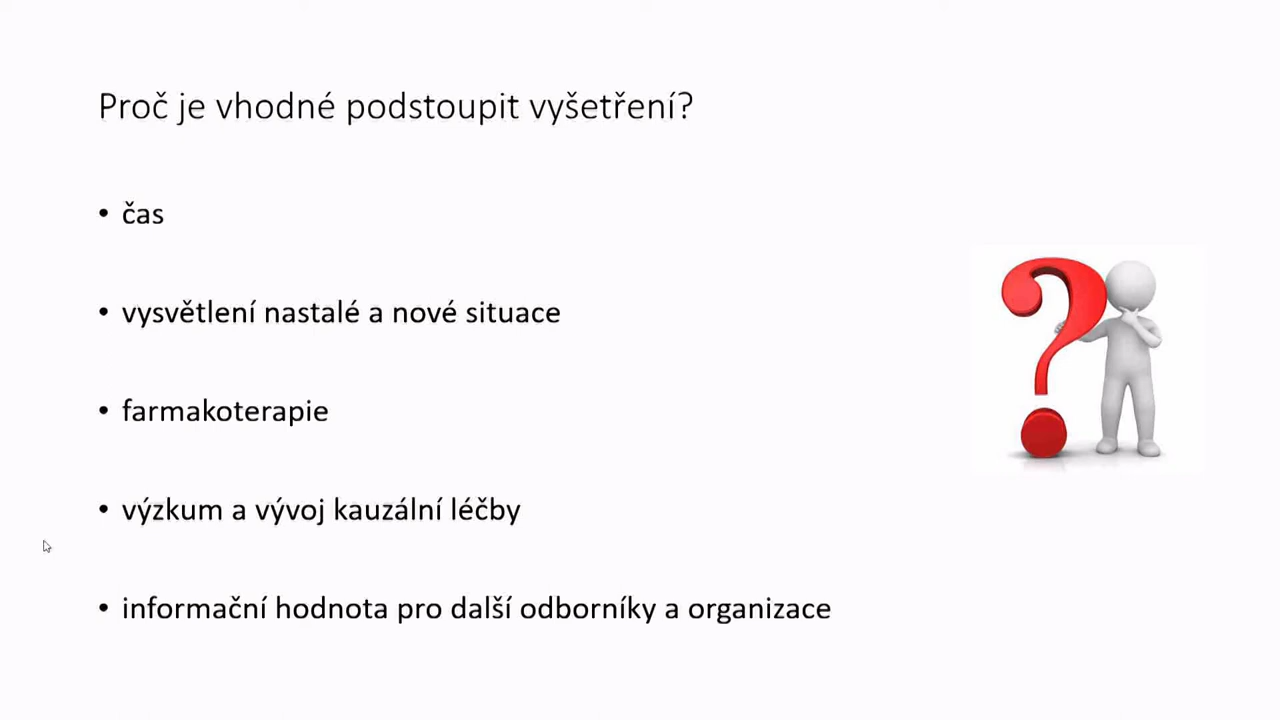 Proč je vhodné podstoupit vyšetření?
• čas
• vysvětlení nastalé a nové situace
• farmakoterapie
• výzkum a vývoj kauzální léčby
• informační hodnota pro další odborníky a organizace